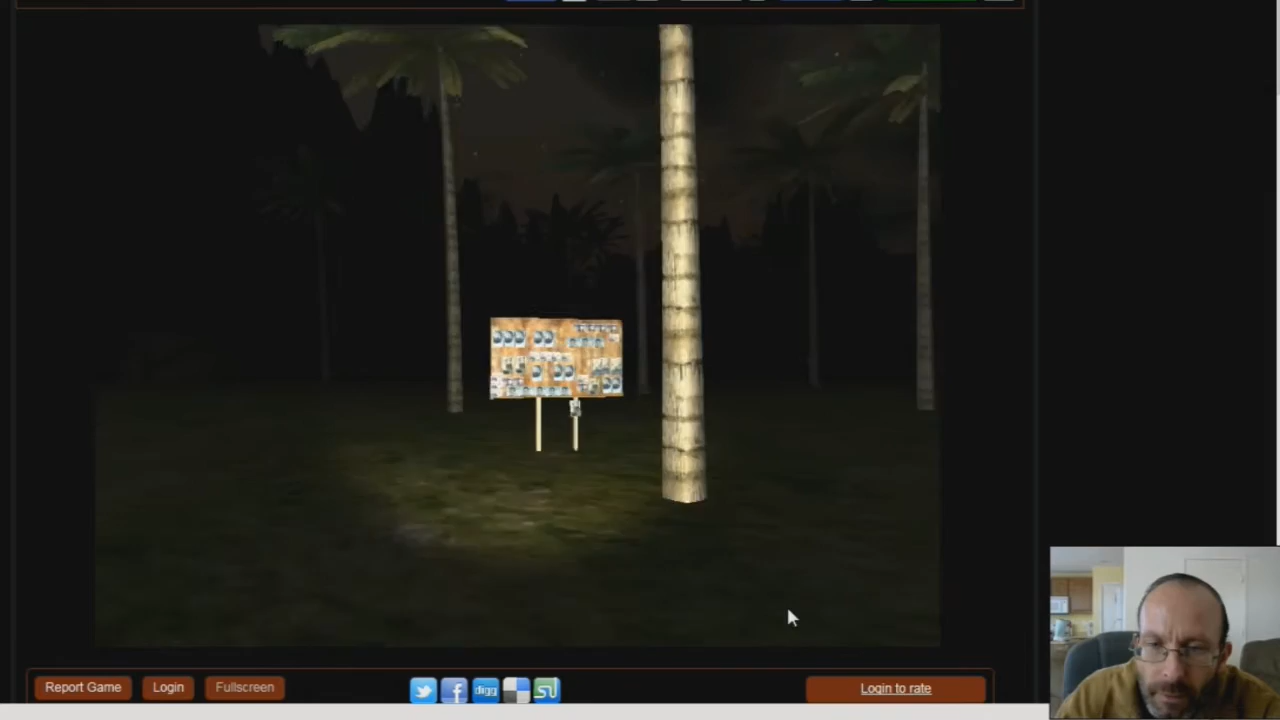 Report Game
Login
Fullscreen
digg
Login to rate